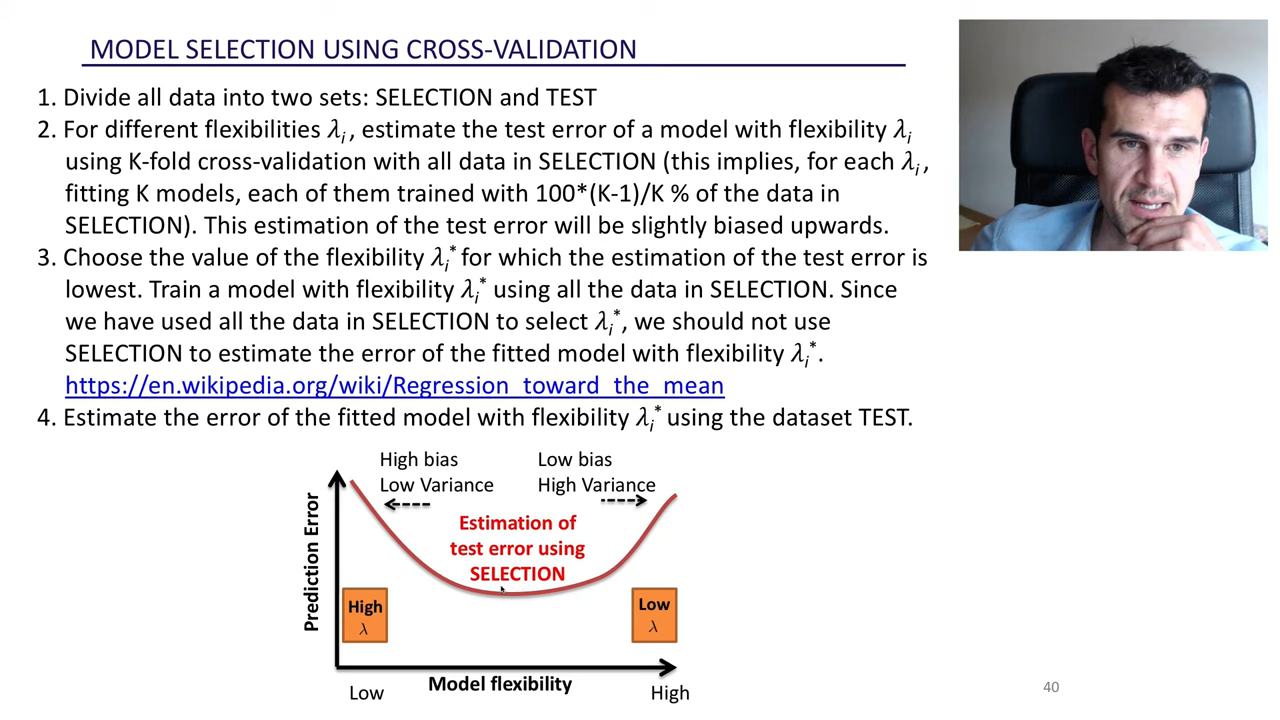 MODEL SELECTION USING CROSS-VALIDATION
1. Divide all data into two sets: SELECTION and TEST
2. For different flexibilities λi, estimate the test error of a model with flexibility λi
using K-fold cross-validation with all data in SELECTION (this implies, for each λi,
fitting K models, each of them trained with 100*(K-1)/K % of the data in
SELECTION). This estimation of the test error will be slightly biased upwards.
3. Choose the value of the flexibility λi* for which the estimation of the test error is
lowest. Train a model with flexibility λi* using all the data in SELECTION. Since
we have used all the data in SELECTION to select λi*, we should not use
SELECTION to estimate the error of the fitted model with flexibility λi*.
https://en.wikipedia.org/wiki/Regression_toward_the_mean
4. Estimate the error of the fitted model with flexibility λi* using the dataset TEST.
High bias
Low Variance
Low bias
High Variance
Prediction Error
Estimation of
test error using
SELECTION
High
λ
Low
λ
Low
Model flexibility
High
40